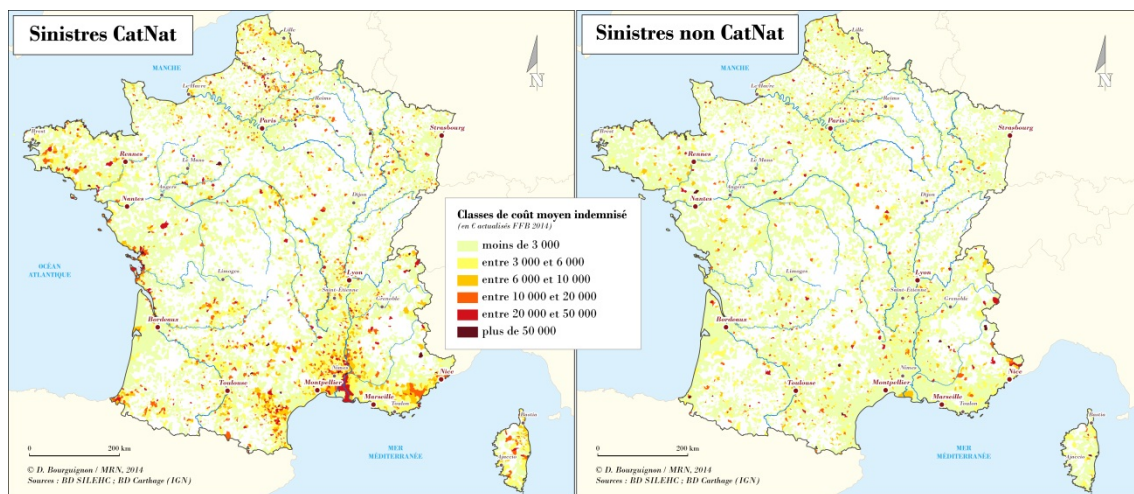 Sinistres CatNat
Lille
MANCHE
N
Le Havre
Reims
Paris
Strasbourg
Brest
Rennes
Le Mans
Angers
Nantes
Dijon
OCÉAN
ATLANTIQUE
Limoges
Lyon
Saint-Étienne
Grenoble
Bordeaux
Nîmes
Toulouse
Montpellier
Nice
Marseille
Toulon
Bastia
Ajaccio
0
200 km
MER
MÉDITERRANÉE
© D. Bourguignon / MRN, 2014
Sources : BD SILEHC ; BD Carthage (IGN)
Classes de coût moyen indemnisé
(en € actualisés FFB 2014)
moins de 3 000
entre 3 000 et 6 000
entre 6 000 et 10 000
entre 10 000 et 20 000
entre 20 000 et 50 000
plus de 50 000
Sinistres non CatNat
Lille
MANCHE
N
Le Havre
Reims
Paris
Strasbourg
Brest
Rennes
Le Mans
Angers
Nantes
Dijon
Limoges
Lyon
Saint-Étienne
Grenoble
Bordeaux
Nîmes
Toulouse
Montpellier
Nice
Marseille
Toulon
Bastia
Ajaccio
0
200 km
MER
MÉDITERRANÉE
© D. Bourguignon / MRN, 2014
Sources : BD SILEHC ; BD Carthage (IGN)